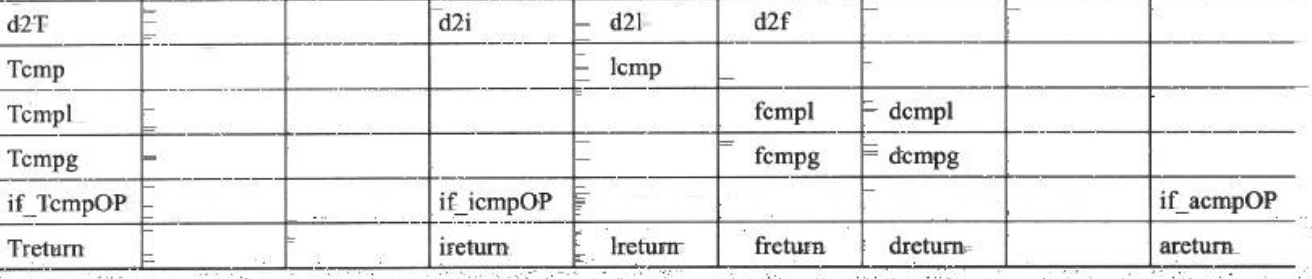 d2T d2i d2l d2f
Tcmp lcmp
Tcmpl fcmpl dcmpl
Tcmpg fcmpg dcmpg
if_TcmpOP if_icmpOP if_acmpOP
Treturn ireturn lreturn freturn dreturn areturn